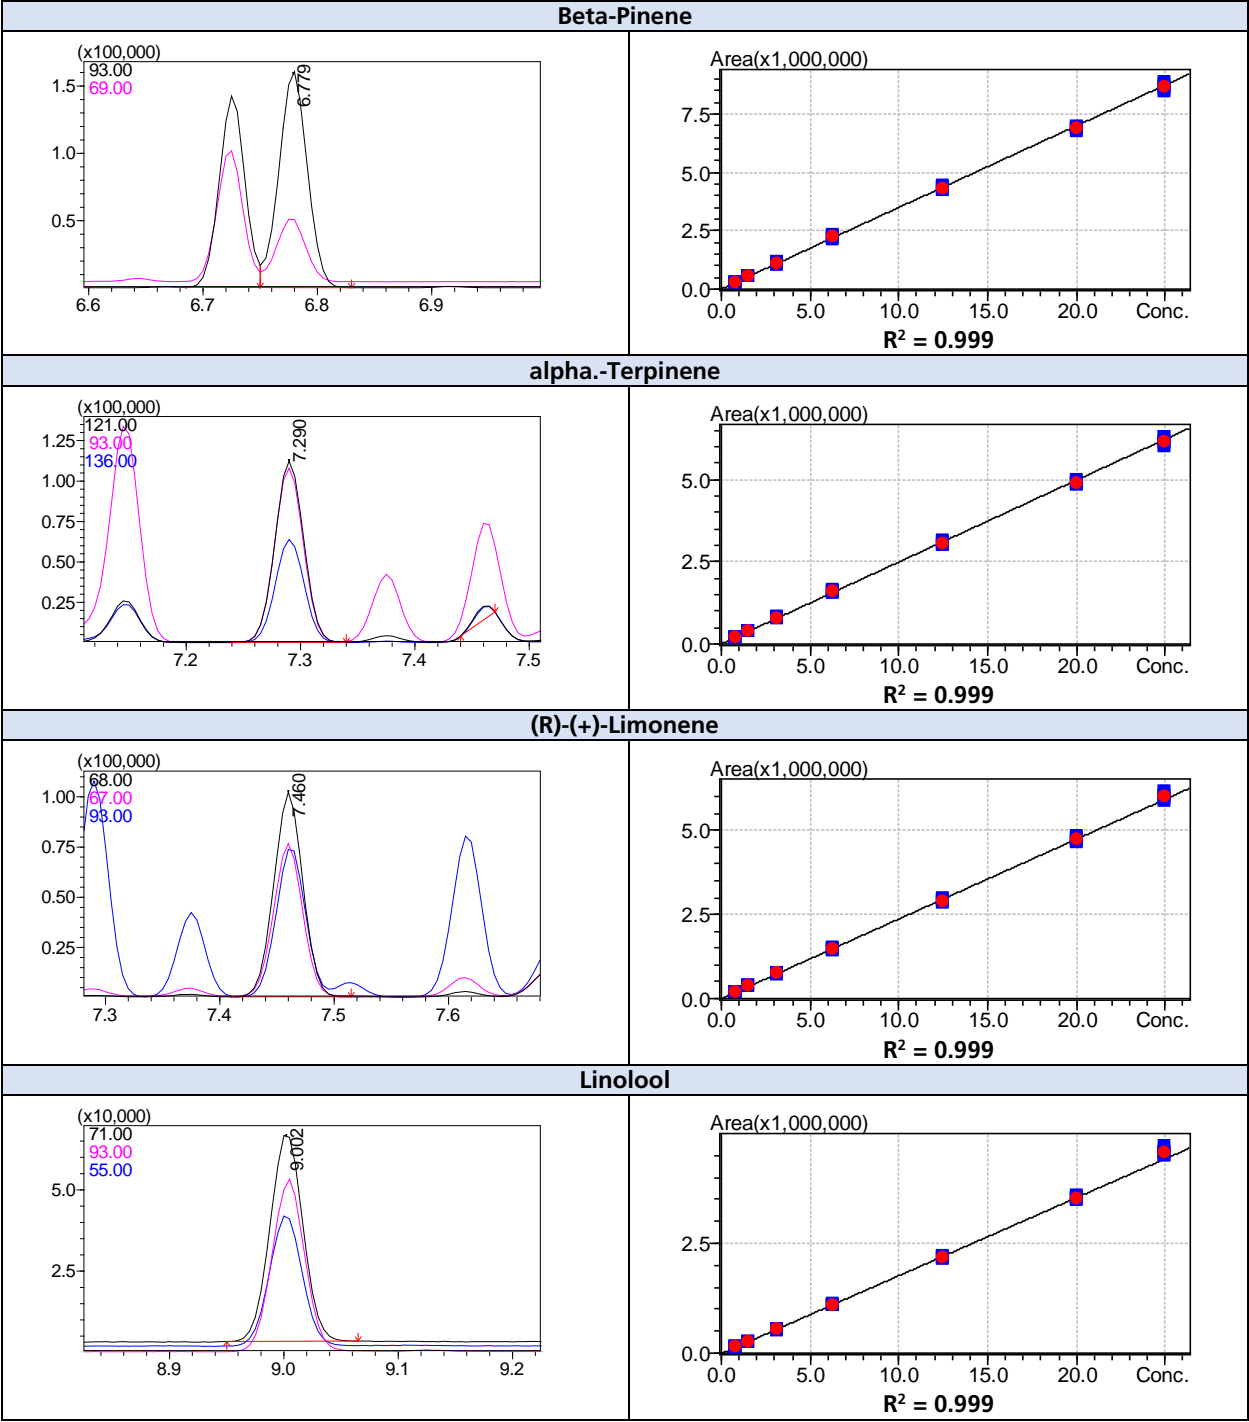 Beta-Pinene
(x100,000)
93.00
69.00
1.5
1.0
0.5
6.779
6.6 6.7 6.8 6.9
Area(x1,000,000)
7.5
5.0
2.5
0.0
0.0 5.0 10.0 15.0 20.0 Conc.
R² = 0.999
alpha.-Terpinene
(x100,000)
121.00
93.00
136.00
1.25
1.00
0.75
0.50
0.25
7.290
7.2 7.3 7.4 7.5
Area(x1,000,000)
5.0
2.5
0.0
0.0 5.0 10.0 15.0 20.0 Conc.
R² = 0.999
(R)-(+)-Limonene
(x100,000)
68.00
67.00
93.00
1.00
0.75
0.50
0.25
7.460
7.3 7.4 7.5 7.6
Area(x1,000,000)
5.0
2.5
0.0
0.0 5.0 10.0 15.0 20.0 Conc.
R² = 0.999
Linolool
(x10,000)
71.00
93.00
55.00
5.0
2.5
9.002
8.9 9.0 9.1 9.2
Area(x1,000,000)
2.5
0.0
0.0 5.0 10.0 15.0 20.0 Conc.
R² = 0.999